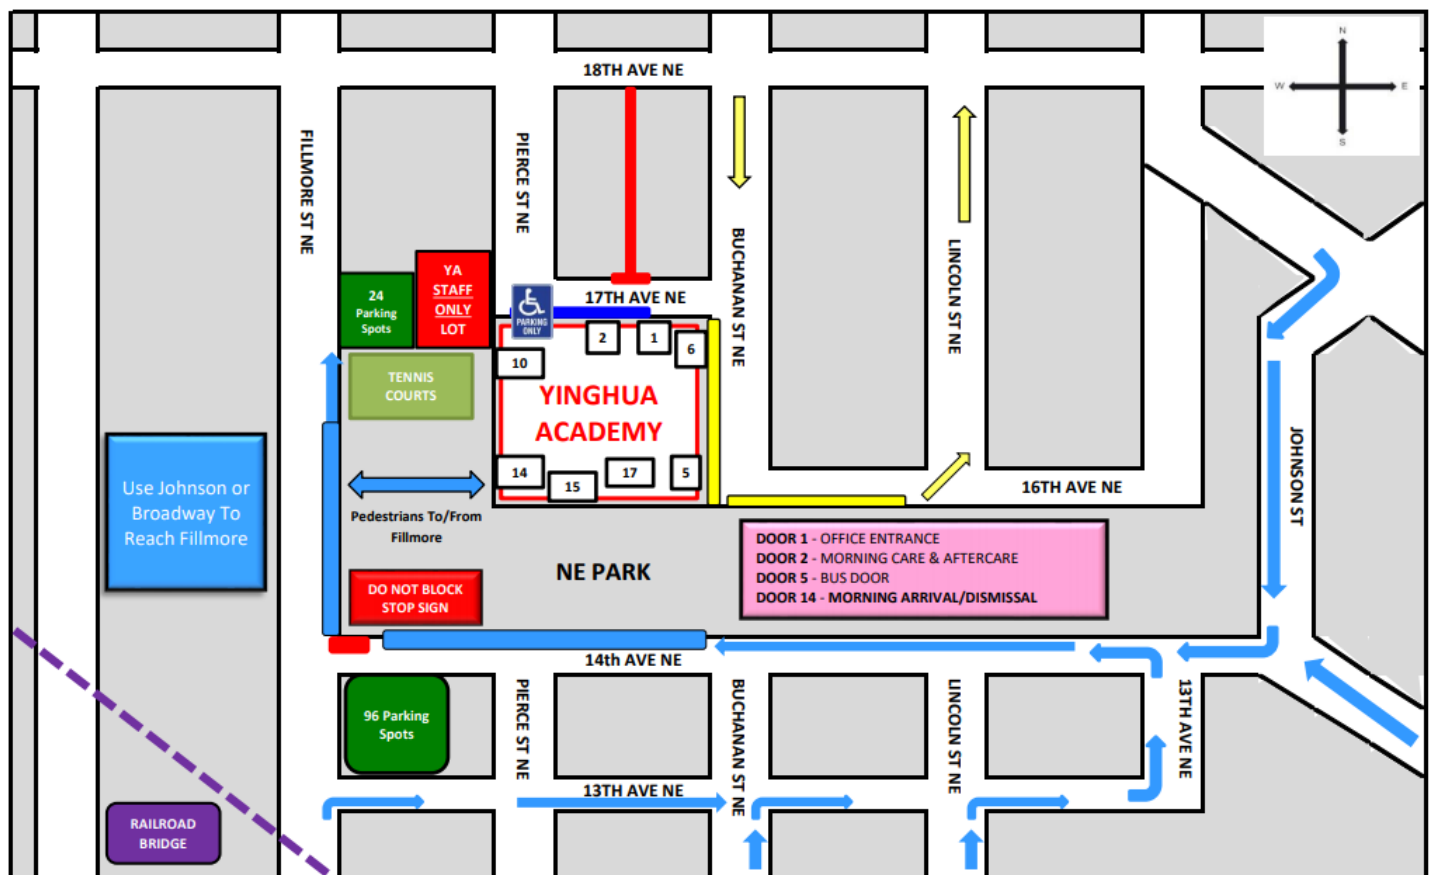 N
W
E
S
18TH AVE NE
FILLMORE ST NE
PIERCE ST NE
BUCHANAN ST NE
LINCOLN ST NE
YA
STAFF
ONLY
LOT
24
Parking
Spots
17TH AVE NE
PARKING
ONLY
2
1
6
10
TENNIS
COURTS
YINGHUA
ACADEMY
14
15
17
5
JOHNSON ST
16TH AVE NE
Use Johnson or
Broadway To
Reach Fillmore
Pedestrians To/From
Fillmore
NE PARK
DOOR 1 - OFFICE ENTRANCE
DOOR 2 - MORNING CARE & AFTERCARE
DOOR 5 - BUS DOOR
DOOR 14 - MORNING ARRIVAL/DISMISSAL
DO NOT BLOCK
STOP SIGN
14th AVE NE
96 Parking
Spots
PIERCE ST NE
BUCHANAN ST NE
LINCOLN ST NE
13TH AVE NE
13TH AVE NE
RAILROAD
BRIDGE